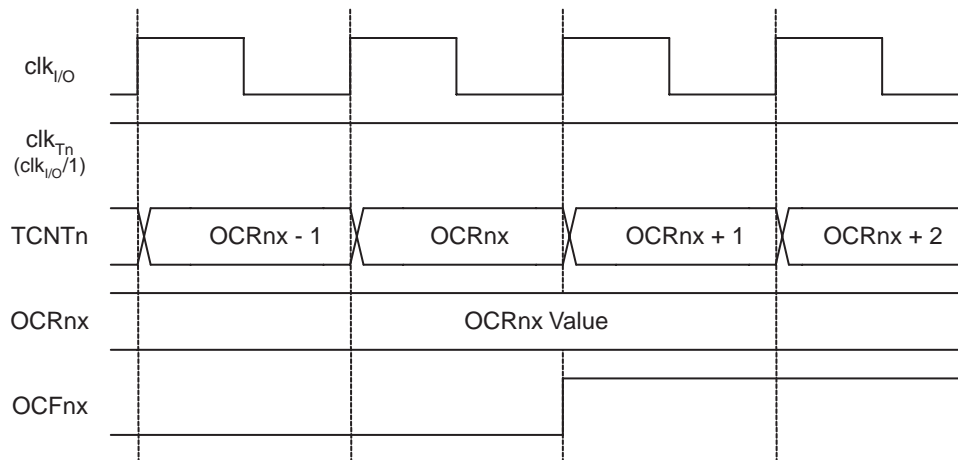 clkI/O
clkTn
(clkI/O/1)
TCNTn OCRnx - 1 OCRnx OCRnx + 1 OCRnx + 2
OCRnx OCRnx Value
OCFnx